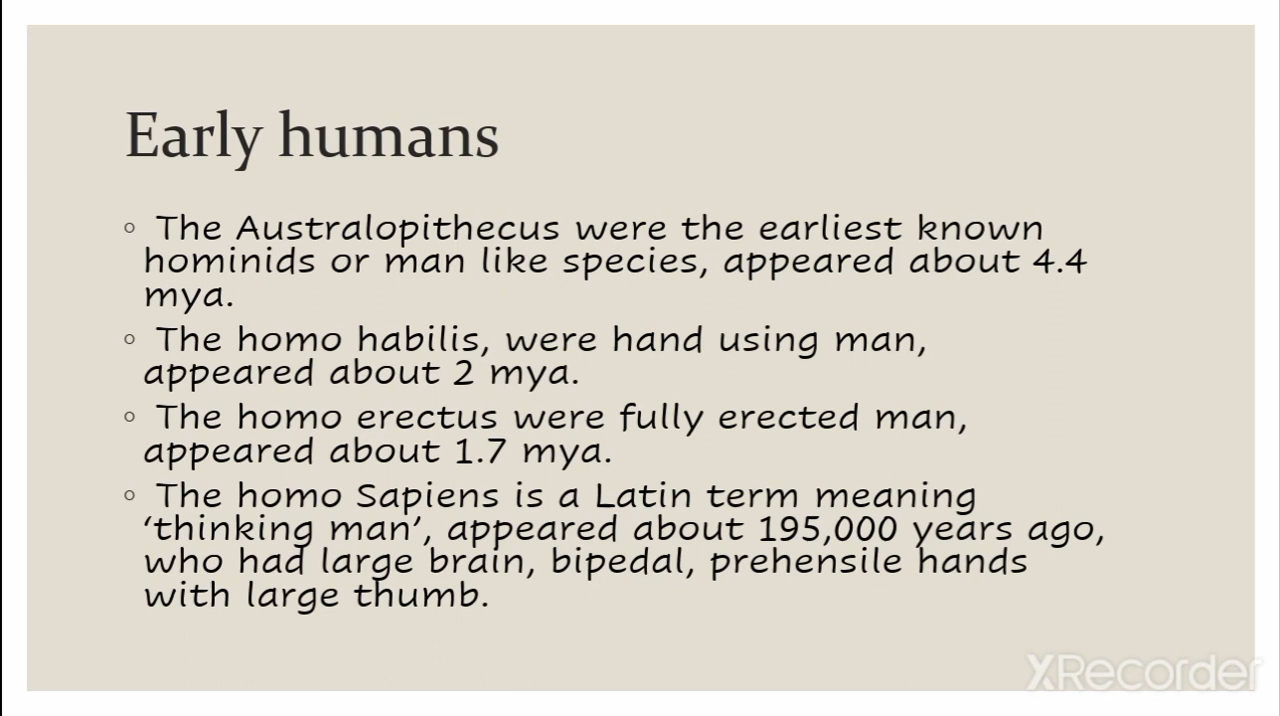 Early humans
◦ The Australopithecus were the earliest known
hominids or man like species, appeared about 4.4
mya.
◦ The homo habilis, were hand using man,
appeared about 2 mya.
◦ The homo erectus were fully erected man,
appeared about 1.7 mya.
◦ The homo Sapiens is a Latin term meaning
‘thinking man’, appeared about 195,000 years ago,
who had large brain, bipedal, prehensile hands
with large thumb.
XRecorder